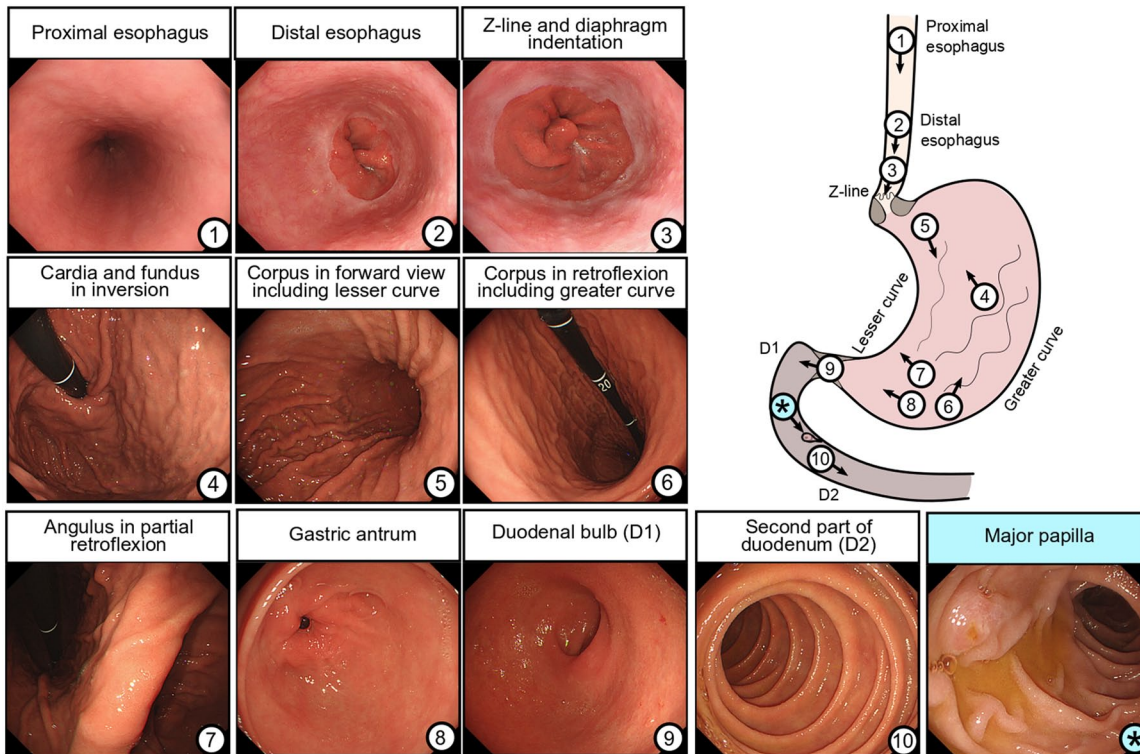 Proximal esophagus
1
Distal esophagus
2
Z-line and diaphragm
indentation
3
Cardia and fundus
in inversion
4
Corpus in forward view
including lesser curve
5
Corpus in retroflexion
including greater curve
20
6
Angulus in partial
retroflexion
7
Gastric antrum
8
Duodenal bulb (D1)
9
Second part of
duodenum (D2)
10
Major papilla
*
1
Proximal
esophagus
2
Distal
esophagus
3
Z-line
5
4
Lesser curve
Greater curve
D1
9
7
8
6
*
10
D2